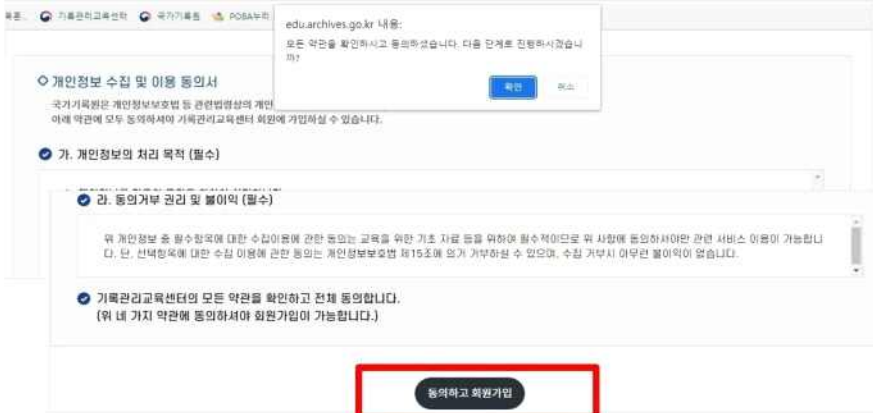 기록관리교육센터 국가기록원 POBA누리
edu.archives.go.kr 내용:
모든 약관을 확인하시고 동의하셨습니다. 다음 단계로 진행하시겠습니
까?
확인 취소
개인정보 수집 및 이용 동의서
국가기록원은 개인정보보호법 등 관련법령상의 개인
아래 약관에 모두 동의하셔야 기록관리교육센터 회원에 가입하실 수 있습니다.
가. 개인정보의 처리 목적 (필수)
라. 동의거부 권리 및 불이익 (필수)
위 개인정보 중 필수항목에 대한 수집이용에 관한 동의는 교육을 위한 기초 자료 등을 위하여 필수적이므로 위 사항에 동의하셔야만 관련 서비스 이용이 가능합니
다. 단, 선택항목에 대한 수집 이용에 관한 동의는 개인정보보호법 제15조에 의거 거부하실 수 있으며, 수집 거부시 아무런 불이익이 없습니다.
기록관리교육센터의 모든 약관을 확인하고 전체 동의합니다.
(위 네 가지 약관에 동의하셔야 회원가입이 가능합니다.)
동의하고 회원가입